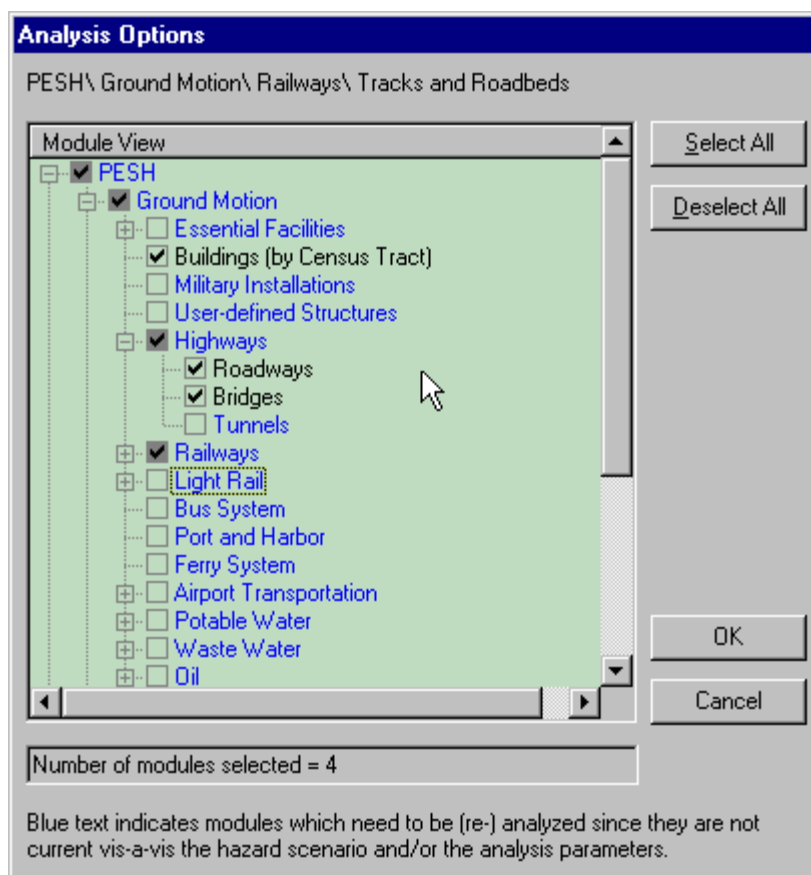 Analysis Options
PESH\ Ground Motion\ Railways\ Tracks and Roadbeds
Module View
Select All
PESH
Ground Motion
Deselect All
Essential Facilities
Buildings (by Census Tract)
Military Installations
User-defined Structures
Highways
Roadways
Bridges
Tunnels
Railways
Light Rail
Bus System
Port and Harbor
Ferry System
Airport Transportation
Potable Water
Waste Water
OK
Oil
Cancel
Number of modules selected = 4
Blue text indicates modules which need to be (re-) analyzed since they are not
current vis-a-vis the hazard scenario and/or the analysis parameters.